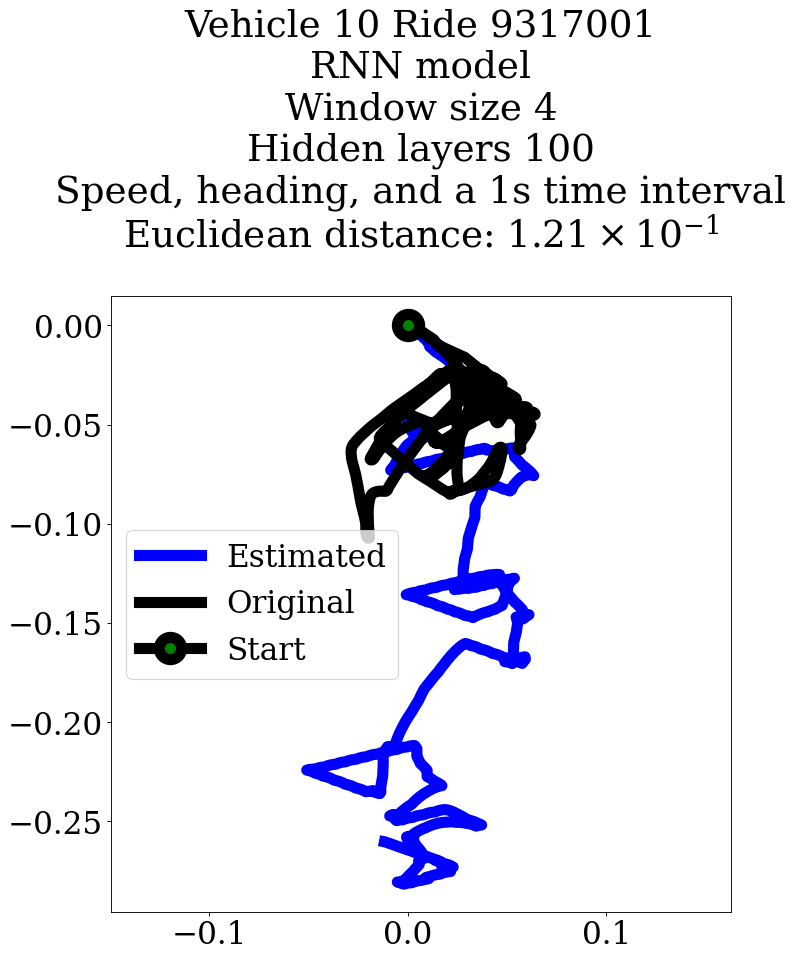 Vehicle 10 Ride 9317001
RNN model
Window size 4
Hidden layers 100
Speed, heading, and a 1s time interval
Euclidean distance: 1.21 × 10⁻¹
0.00
−0.05
−0.10
−0.15
−0.20
−0.25
Estimated
Original
Start
−0.1 0.0 0.1